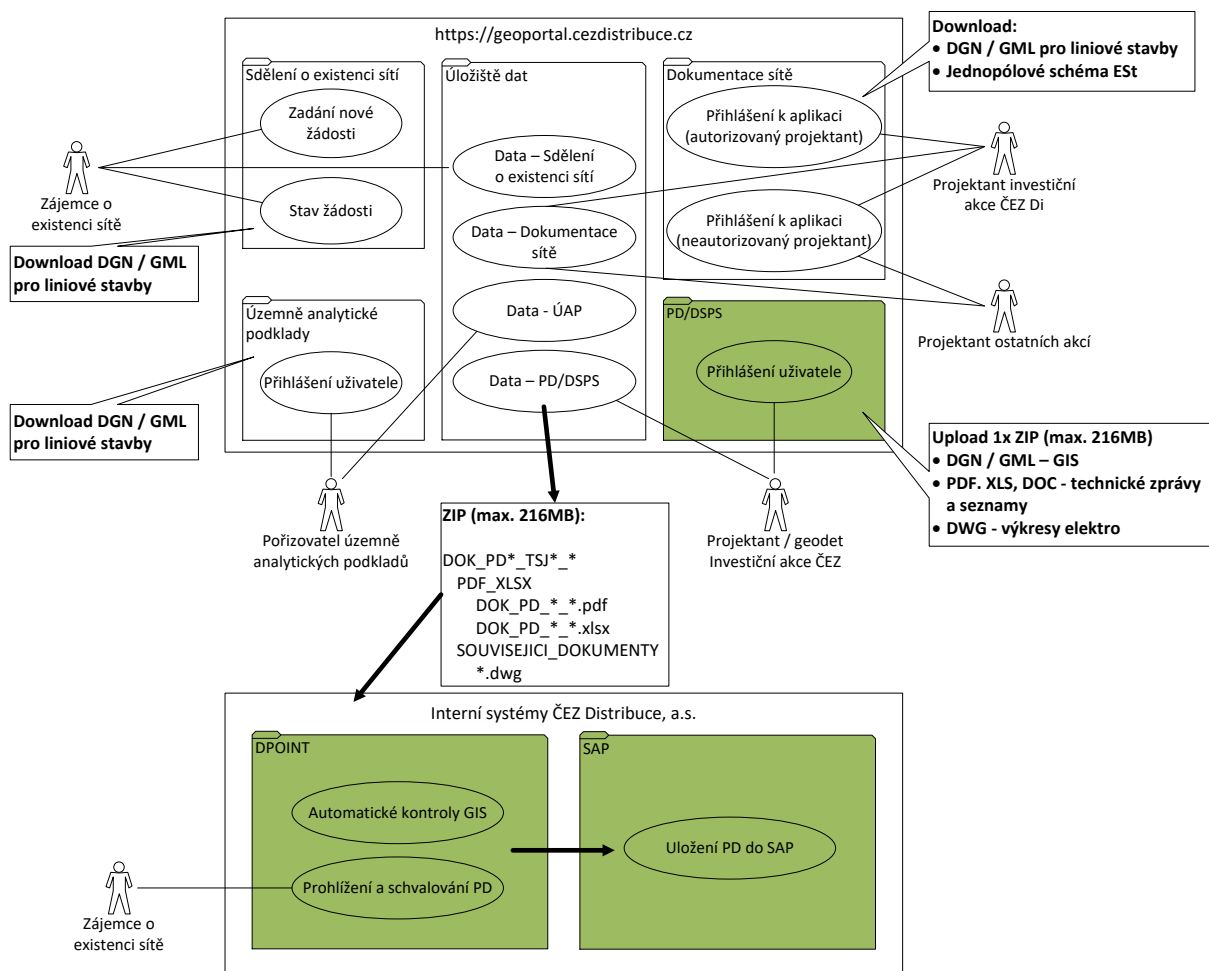 https://geoportal.cezdistribuce.cz
Download:
• DGN / GML pro liniové stavby
• Jednopólové schéma ESt
Sdělení o existenci sítí
Zadání nové
žádosti
Stav žádosti
Úložiště dat
Data – Sdělení
o existenci sítí
Data – Dokumentace
sítě
Data - ÚAP
Data – PD/DSPS
Dokumentace sítě
Přihlášení k aplikaci
(autorizovaný projektant)
Přihlášení k aplikaci
(neautorizovaný projektant)
Zájemce o
existenci sítě
Projektant investiční
akce ČEZ Di
Download DGN / GML
pro liniové stavby
Územně analytické
podklady
Přihlášení uživatele
PD/DSPS
Přihlášení uživatele
Projektant ostatních akcí
Download DGN / GML
pro liniové stavby
Upload 1x ZIP (max. 216MB)
• DGN / GML – GIS
• PDF. XLS, DOC - technické zprávy
a seznamy
• DWG - výkresy elektro
Pořizovatel územně
analytických podkladů
ZIP (max. 216MB):
DOK_PD*_TSJ*_*
PDF_XLSX
DOK_PD_*_*.pdf
DOK_PD_*_*.xlsx
SOUVISEJICI_DOKUMENTY
*.dwg
Projektant / geodet
Investiční akce ČEZ
Interní systémy ČEZ Distribuce, a.s.
DPOINT
Automatické kontroly GIS
Prohlížení a schvalování PD
SAP
Uložení PD do SAP
Zájemce o
existenci sítě